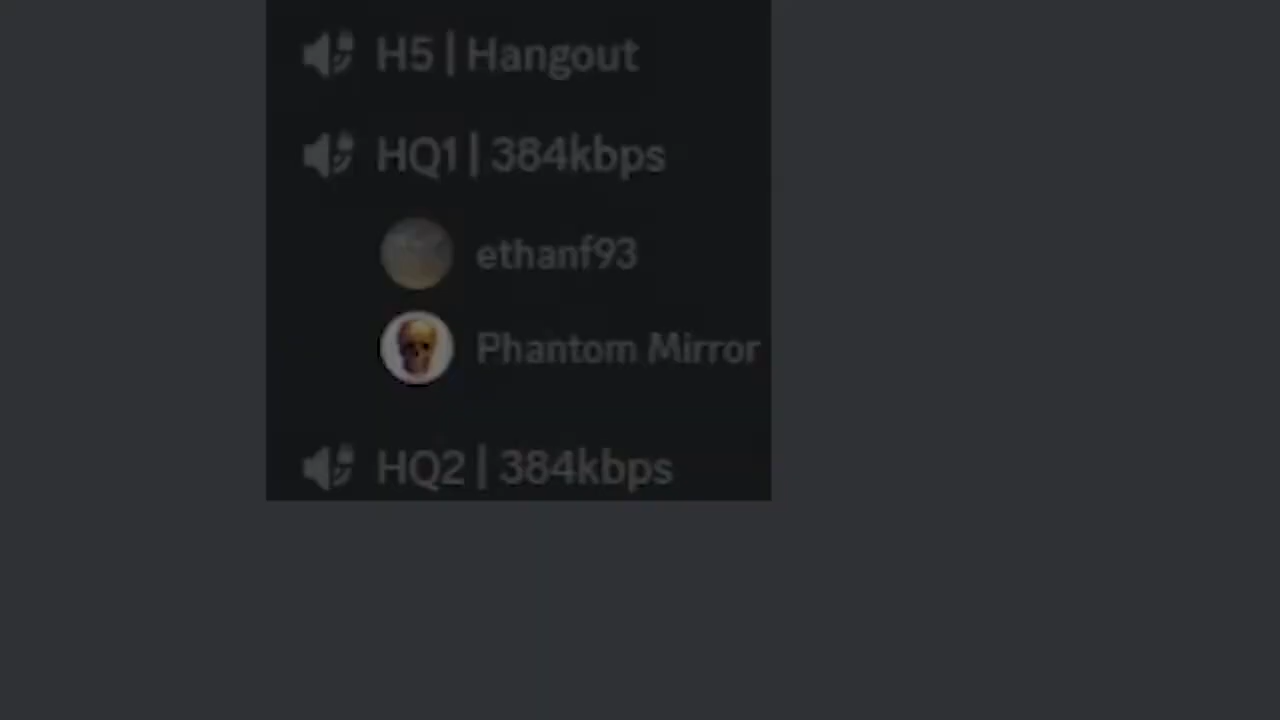 H5 | Hangout
HQ1 | 384kbps
ethanf93
Phantom Mirror
HQ2 | 384kbps